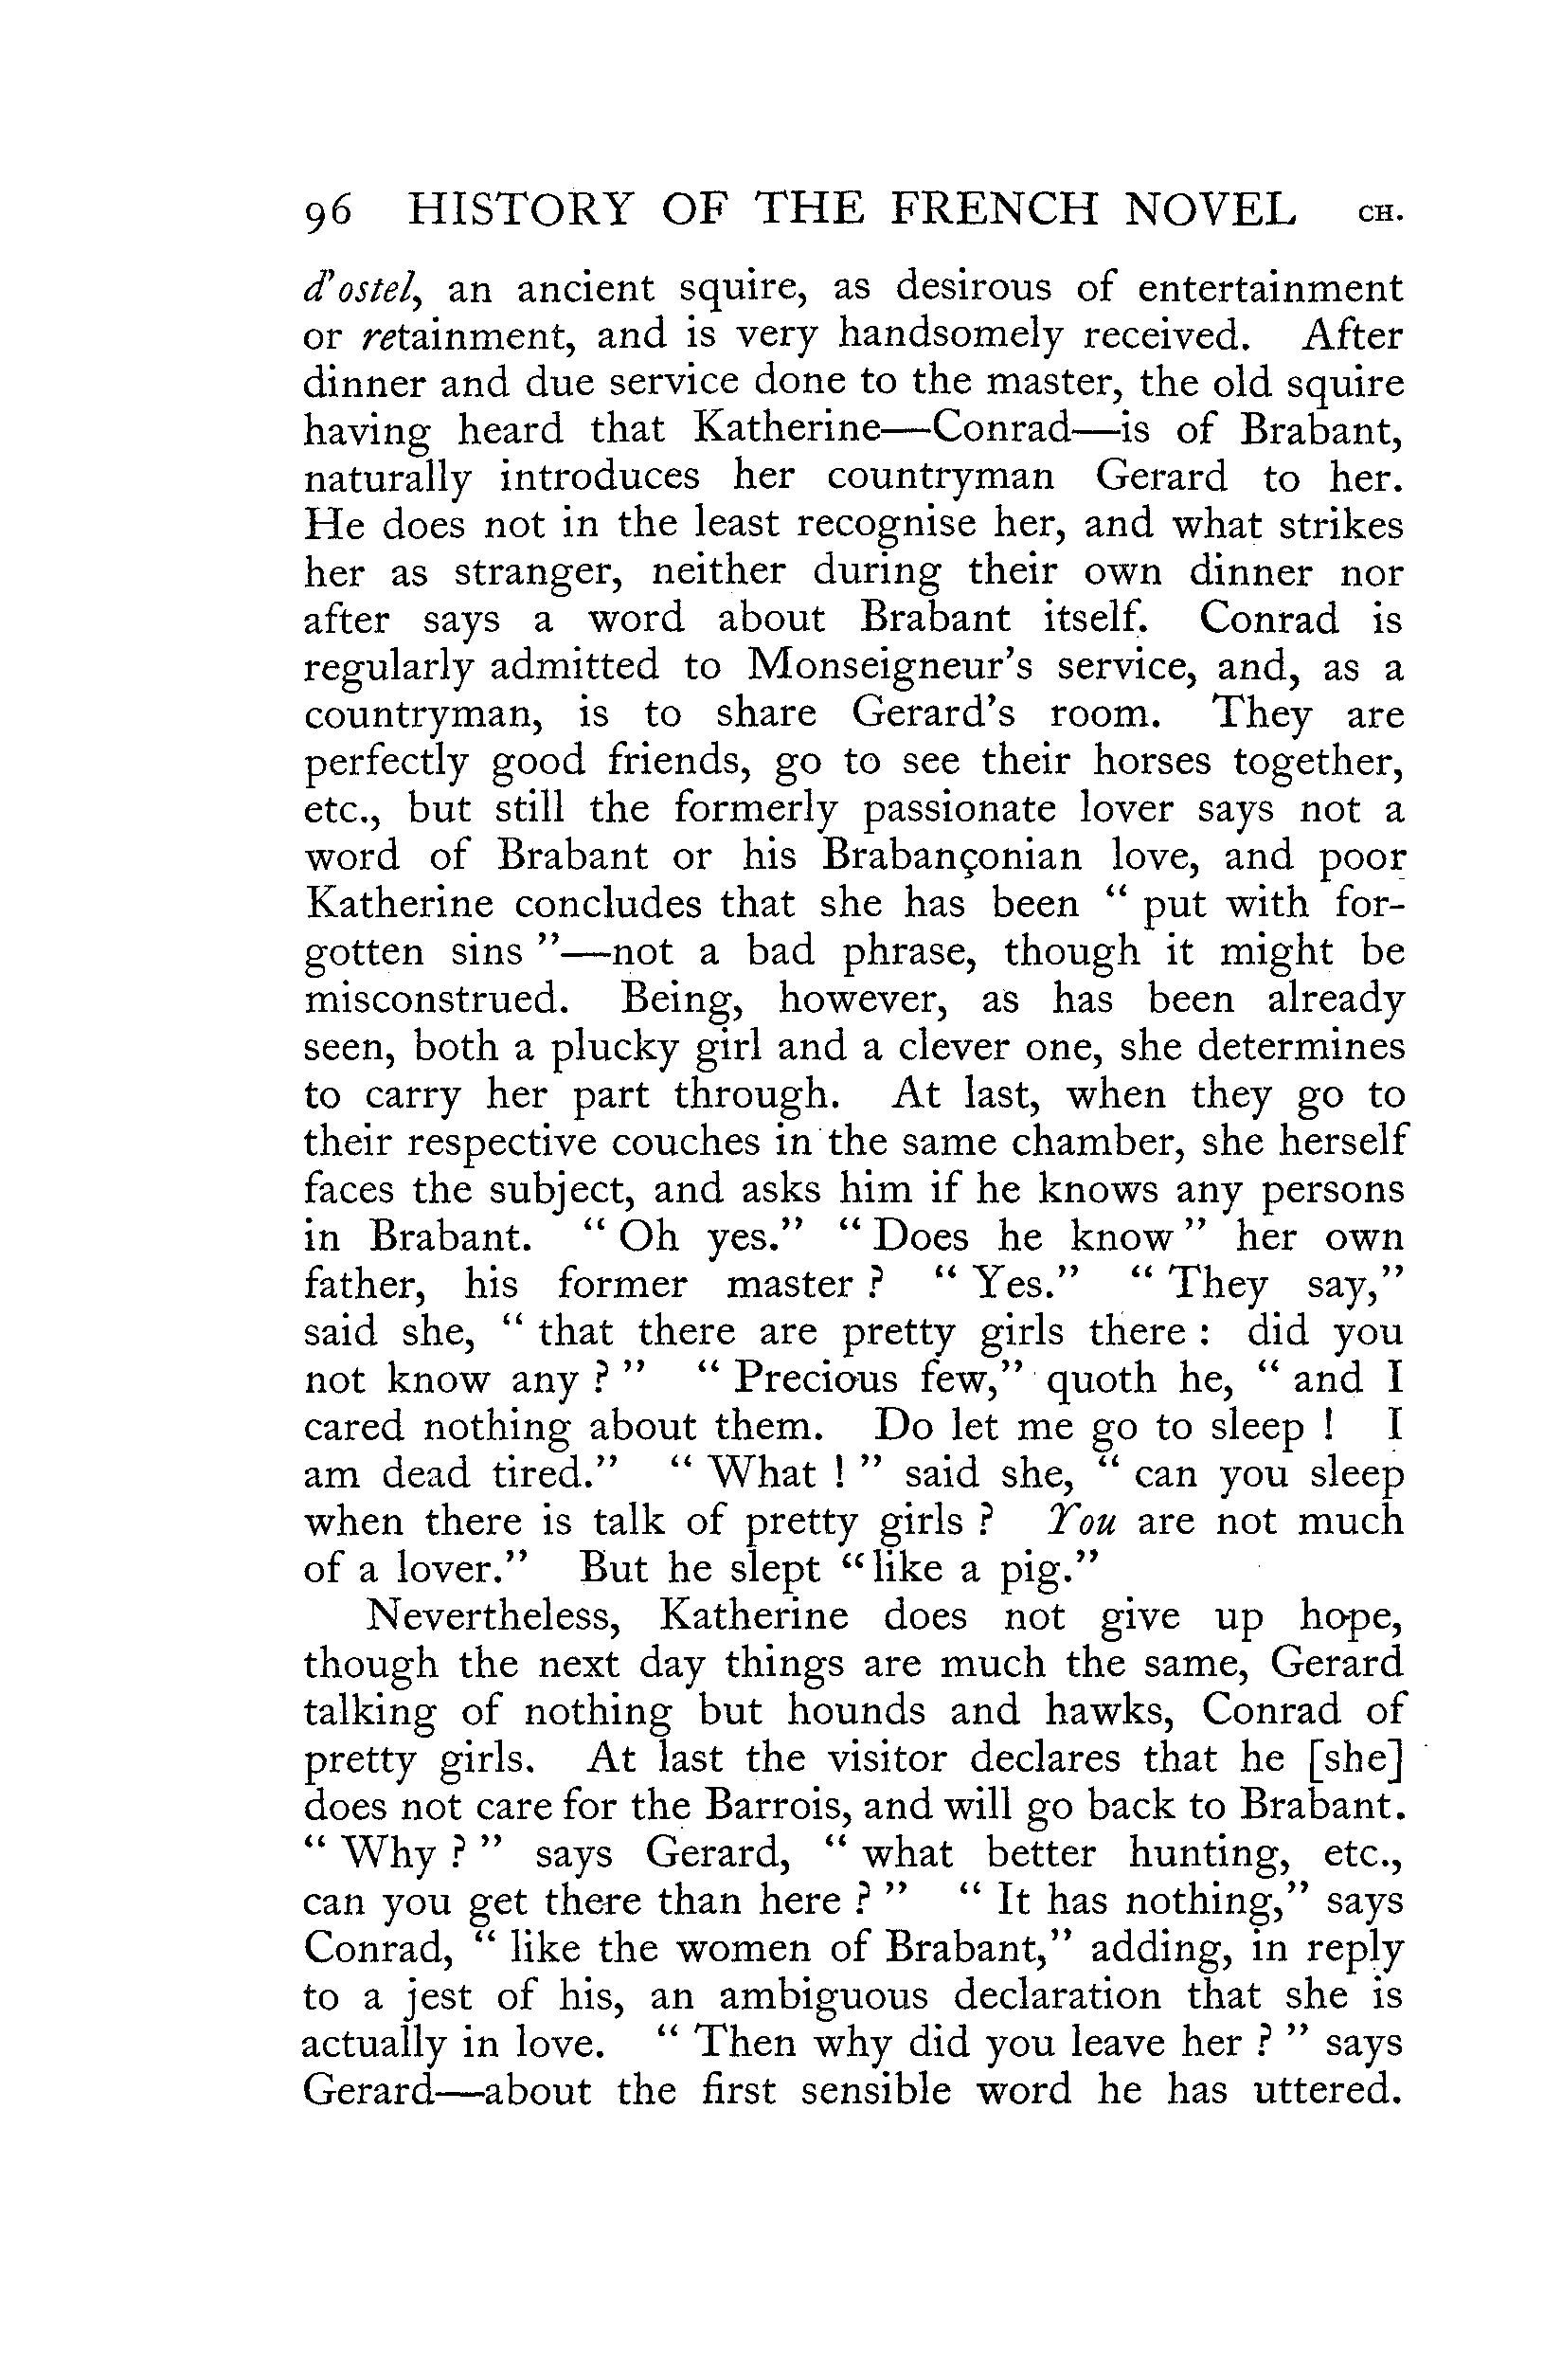 96 HISTORY OF THE FRENCH NOVEL CH.
d'ostel, an ancient squire, as desirous of entertainment
or retainment, and is very handsomely received. After
dinner and due service done to the master, the old squire
having heard that Katherine—Conrad—is of Brabant,
naturally introduces her countryman Gerard to her.
He does not in the least recognise her, and what strikes
her as stranger, neither during their own dinner nor
after says a word about Brabant itself. Conrad is
regularly admitted to Monseigneur's service, and, as a
countryman, is to share Gerard's room. They are
perfectly good friends, go to see their horses together,
etc., but still the formerly passionate lover says not a
word of Brabant or his Brabançonian love, and poor
Katherine concludes that she has been “ put with for-
gotten sins ”—not a bad phrase, though it might be
misconstrued. Being, however, as has been already
seen, both a plucky girl and a clever one, she determines
to carry her part through. At last, when they go to
their respective couches in the same chamber, she herself
faces the subject, and asks him if he knows any persons
in Brabant. “ Oh yes.” “ Does he know ” her own
father, his former master ? “ Yes.” “ They say,”
said she, “ that there are pretty girls there : did you
not know any ? ” “ Precious few,” quoth he, “ and I
cared nothing about them. Do let me go to sleep ! I
am dead tired.” “ What ! ” said she, “ can you sleep
when there is talk of pretty girls ? You are not much
of a lover.” But he slept “ like a pig.”
Nevertheless, Katherine does not give up hope,
though the next day things are much the same, Gerard
talking of nothing but hounds and hawks, Conrad of
pretty girls. At last the visitor declares that he [she]
does not care for the Barrois, and will go back to Brabant.
“ Why ? ” says Gerard, “ what better hunting, etc.,
can you get there than here ? ” “ It has nothing,” says
Conrad, “ like the women of Brabant,” adding, in reply
to a jest of his, an ambiguous declaration that she is
actually in love. “ Then why did you leave her ? ” says
Gerard—about the first sensible word he has uttered.